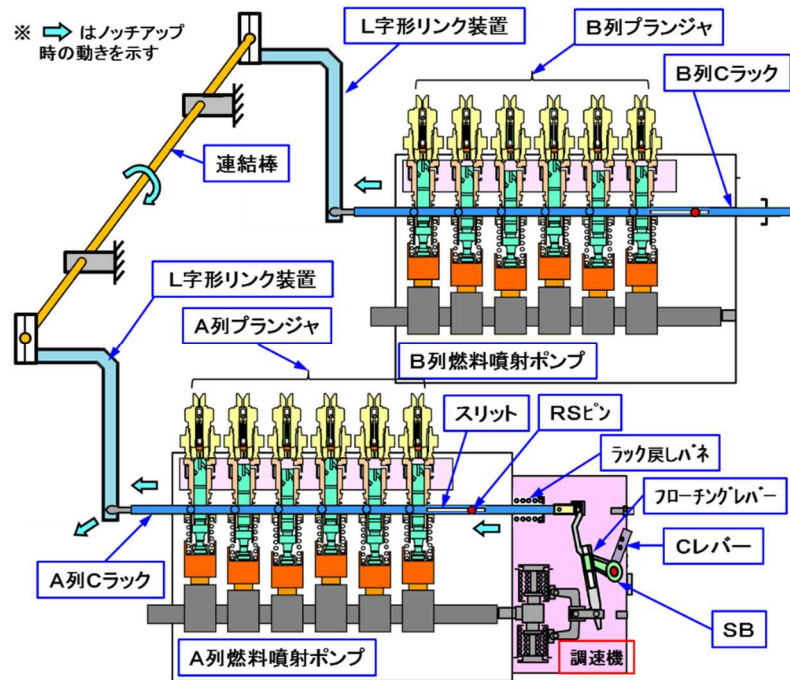 ※ ⇨ はノッチアップ
時の動きを示す
L字形リンク装置
B列プランジャ
B列Cラック
連結棒
L字形リンク装置
A列プランジャ
B列燃料噴射ポンプ
スリット
RSピン
ラック戻しバネ
フローチングレバー
Cレバー
A列Cラック
SB
A列燃料噴射ポンプ
調速機